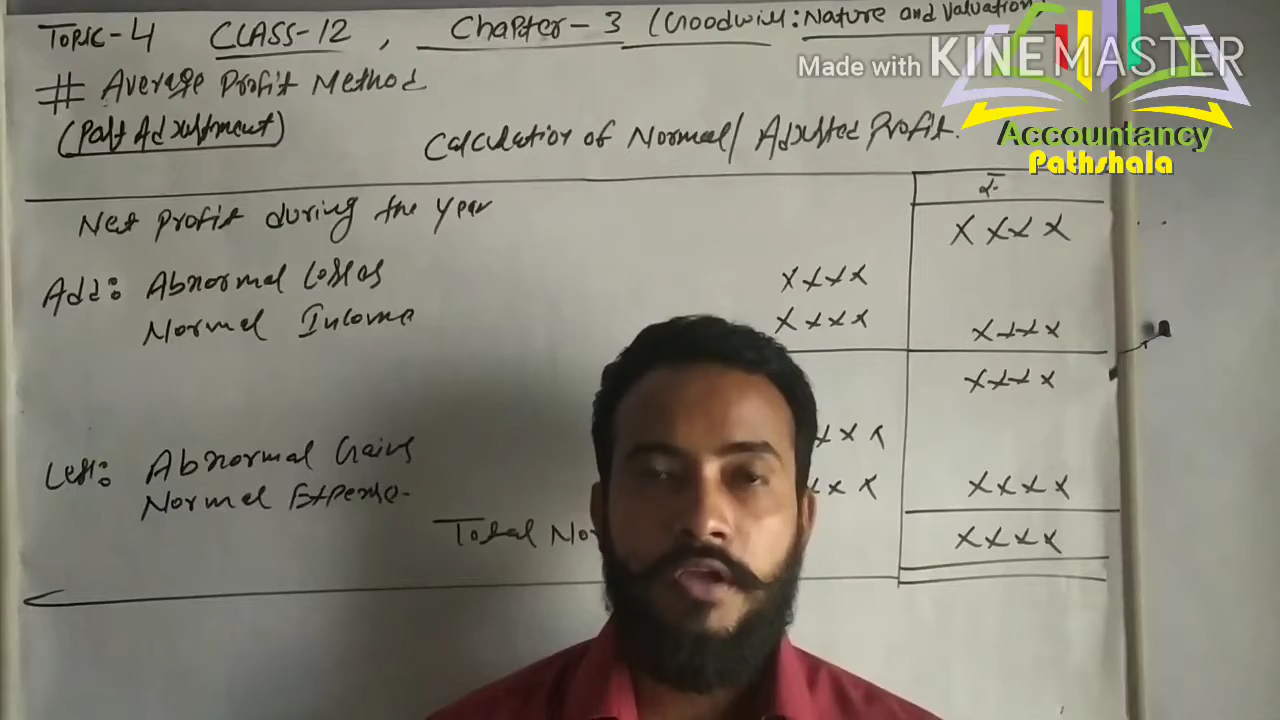 TOPIC-4 CLASS-12, Chapter-3 (Goodwill: Nature and Valuation)
Made with KINEMASTER
# Average Profit Method
(Past Adjustment)
Calculation of Normal/Adjusted Profit.
Accountancy
Pathshala
₹
Net Profit during the year XXXX
Add: Abnormal Losses XXXX
Normal Income XXXX XXXX
XXXX
Less: Abnormal Gains XXX
Normal Expense XXX XXXX
Total XXXX